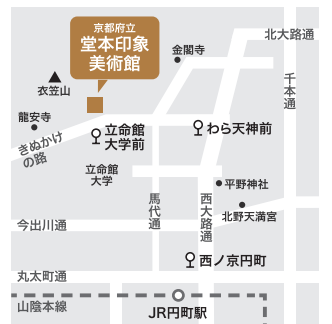 京都府立
堂本印象
美術館
北大路通
金閣寺
衣笠山
千本通
龍安寺
立命館
大学前
わら天神前
きぬかけ
の路
立命館
大学
平野神社
馬代通
西大路通
北野天満宮
今出川通
西ノ京円町
丸太町通
山陰本線
JR円町駅